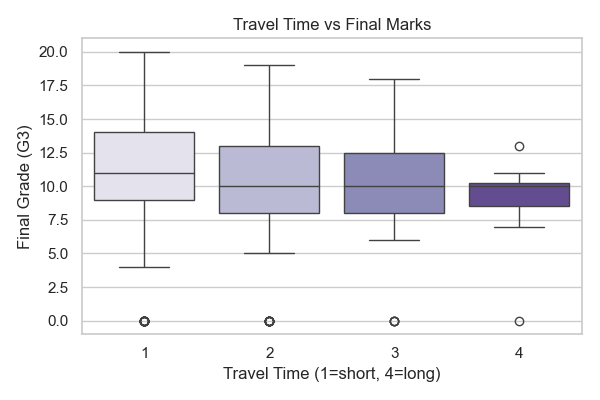 Travel Time vs Final Marks
Final Grade (G3)
20.0
17.5
15.0
12.5
10.0
7.5
5.0
2.5
0.0
1 2 3 4
Travel Time (1=short, 4=long)